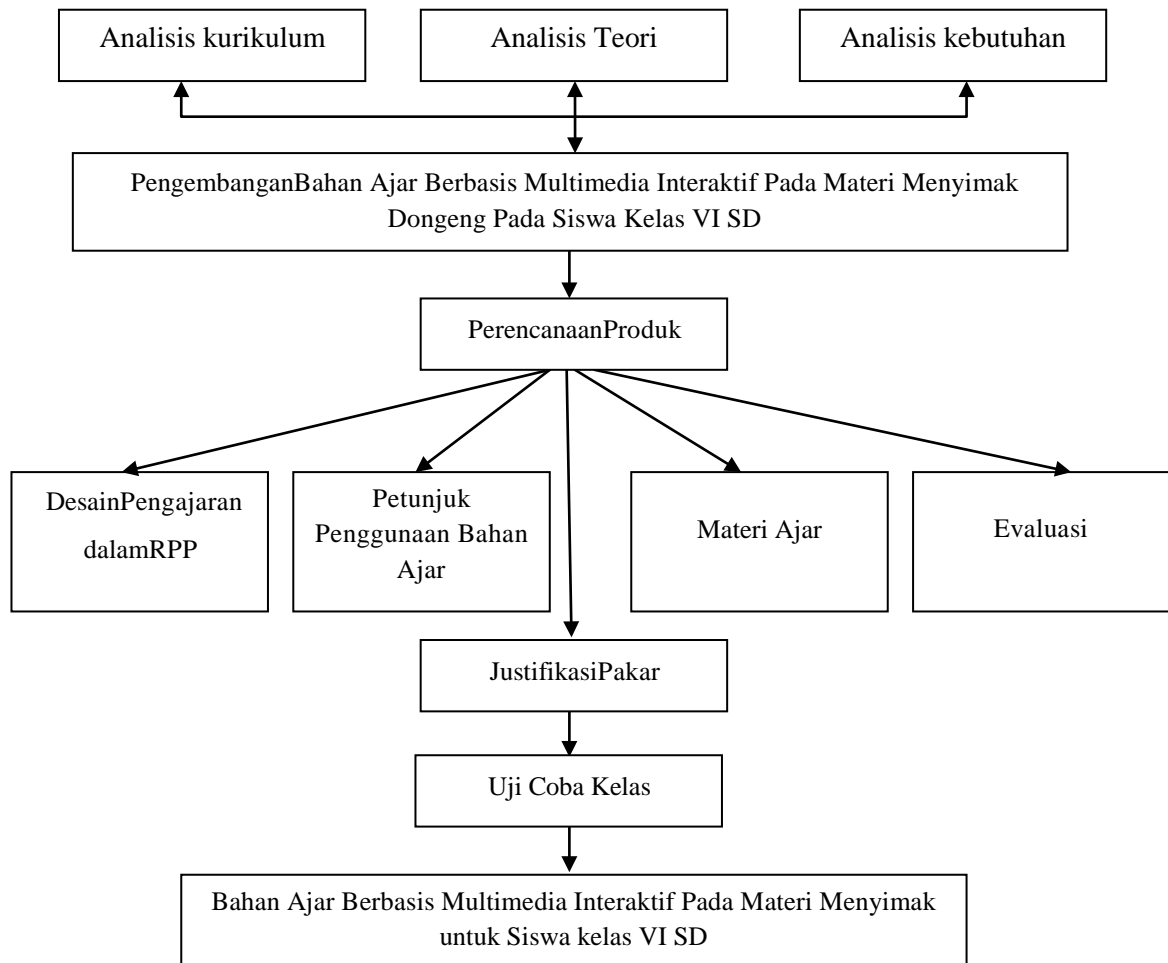 Analisis kurikulum
Analisis Teori
Analisis kebutuhan
PengembanganBahan Ajar Berbasis Multimedia Interaktif Pada Materi Menyimak
Dongeng Pada Siswa Kelas VI SD
PerencanaanProduk
DesainPengajaran
dalamRPP
Petunjuk
Penggunaan Bahan
Ajar
Materi Ajar
Evaluasi
JustifikasiPakar
Uji Coba Kelas
Bahan Ajar Berbasis Multimedia Interaktif Pada Materi Menyimak
untuk Siswa kelas VI SD